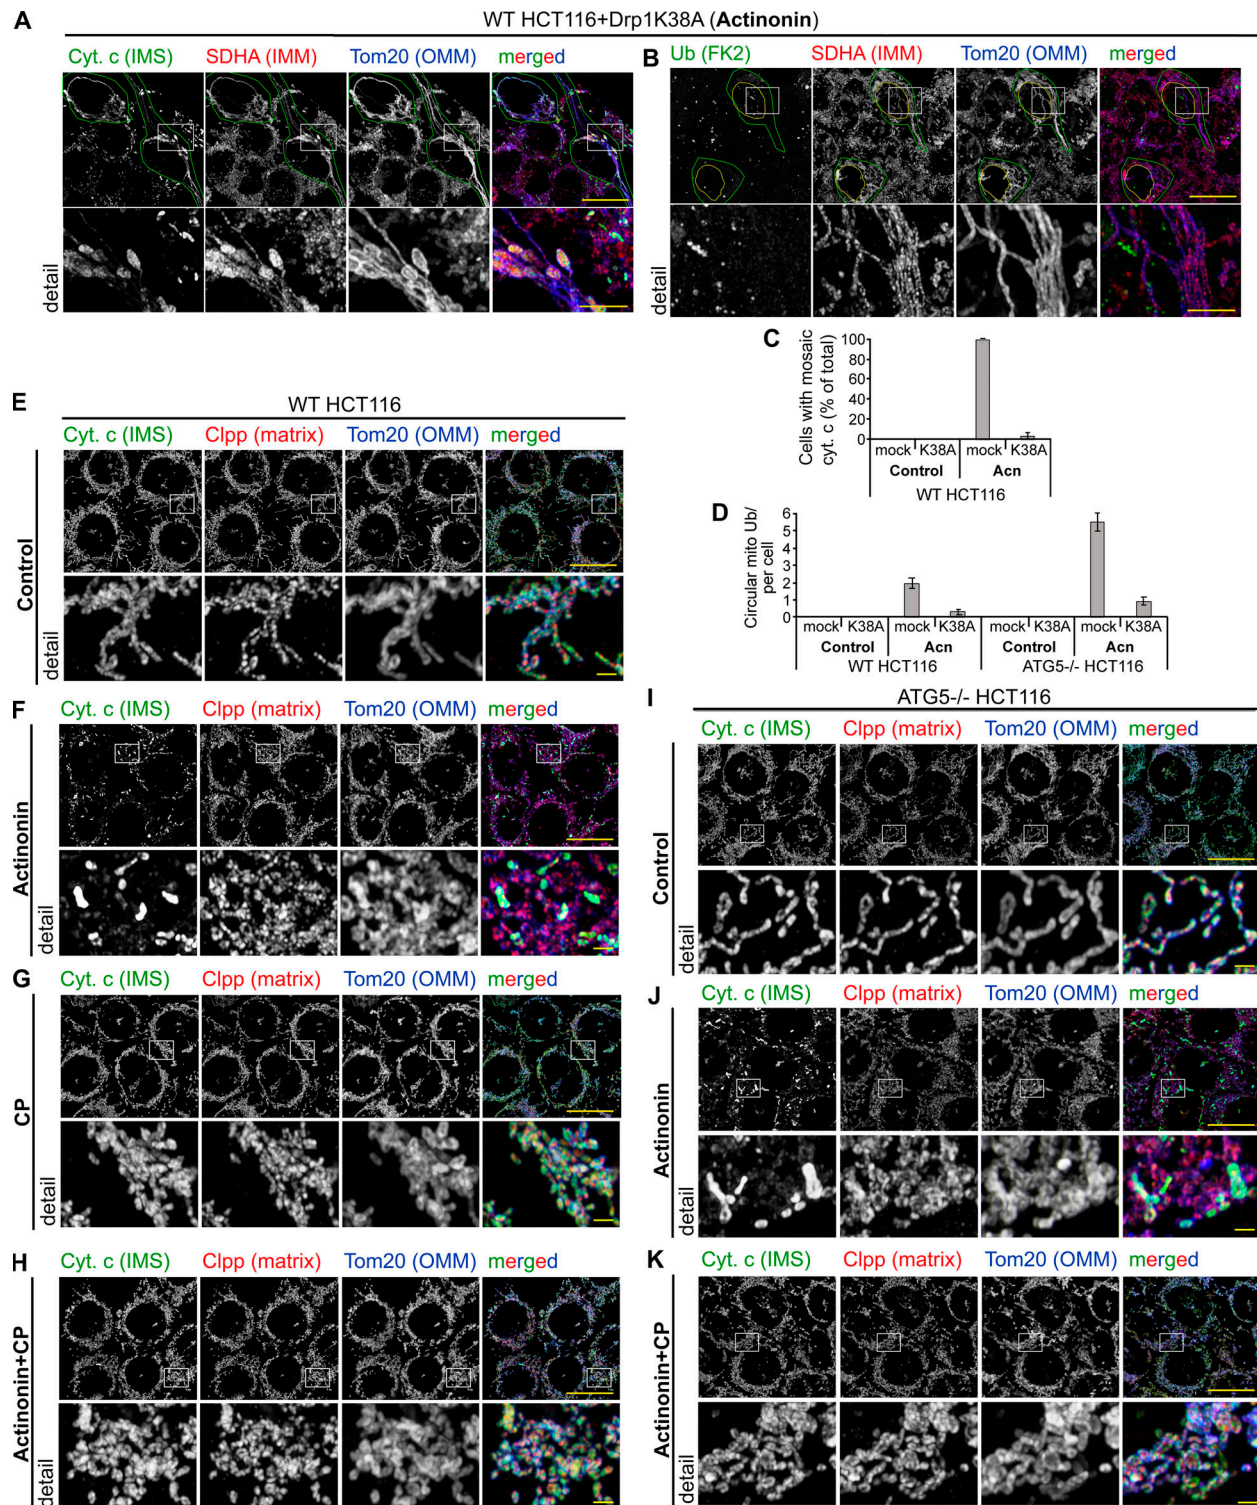 A
WT HCT116+Drp1K38A (Actinonin)
Cyt. c (IMS) SDHA (IMM) Tom20 (OMM) merged
detail
B
Ub (FK2) SDHA (IMM) Tom20 (OMM) merged
detail
C
Cells with mosaic
cyt. c (% of total)
100
80
60
40
20
0
mock K38A mock K38A
Control Acn
WT HCT116
D
Circular mito Ub/
per cell
6
5
4
3
2
1
0
mock K38A mock K38A mock K38A mock K38A
Control Acn Control Acn
WT HCT116 ATG5-/- HCT116
E
WT HCT116
Cyt. c (IMS) Clpp (matrix) Tom20 (OMM) merged
Control
detail
F
Cyt. c (IMS) Clpp (matrix) Tom20 (OMM) merged
Actinonin
detail
G
Cyt. c (IMS) Clpp (matrix) Tom20 (OMM) merged
CP
detail
H
Cyt. c (IMS) Clpp (matrix) Tom20 (OMM) merged
Actinonin+CP
detail
I
ATG5-/- HCT116
Cyt. c (IMS) Clpp (matrix) Tom20 (OMM) merged
Control
detail
J
Cyt. c (IMS) Clpp (matrix) Tom20 (OMM) merged
Actinonin
detail
K
Cyt. c (IMS) Clpp (matrix) Tom20 (OMM) merged
Actinonin+CP
detail